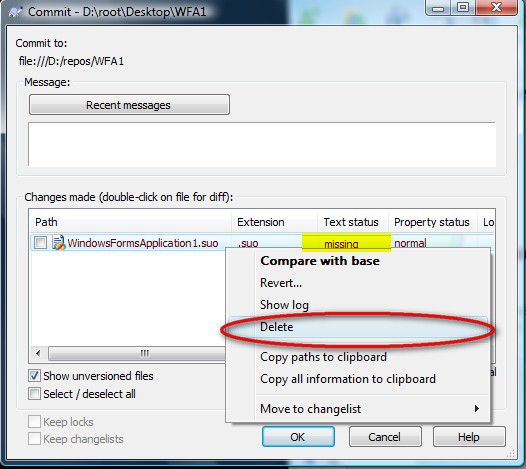 Commit - D:\root\Desktop\WFA1
Commit to:
file:///D:/repos/WFA1
Message:
Recent messages
Changes made (double-click on file for diff):
Path Extension Text status Property status Lo
WindowsFormsApplication1.suo .suo missing normal
Compare with base
Revert...
Show log
Delete
Copy paths to clipboard
Copy all information to clipboard
Move to changelist
Show unversioned files
Select / deselect all
Keep locks
Keep changelists
OK Cancel Help